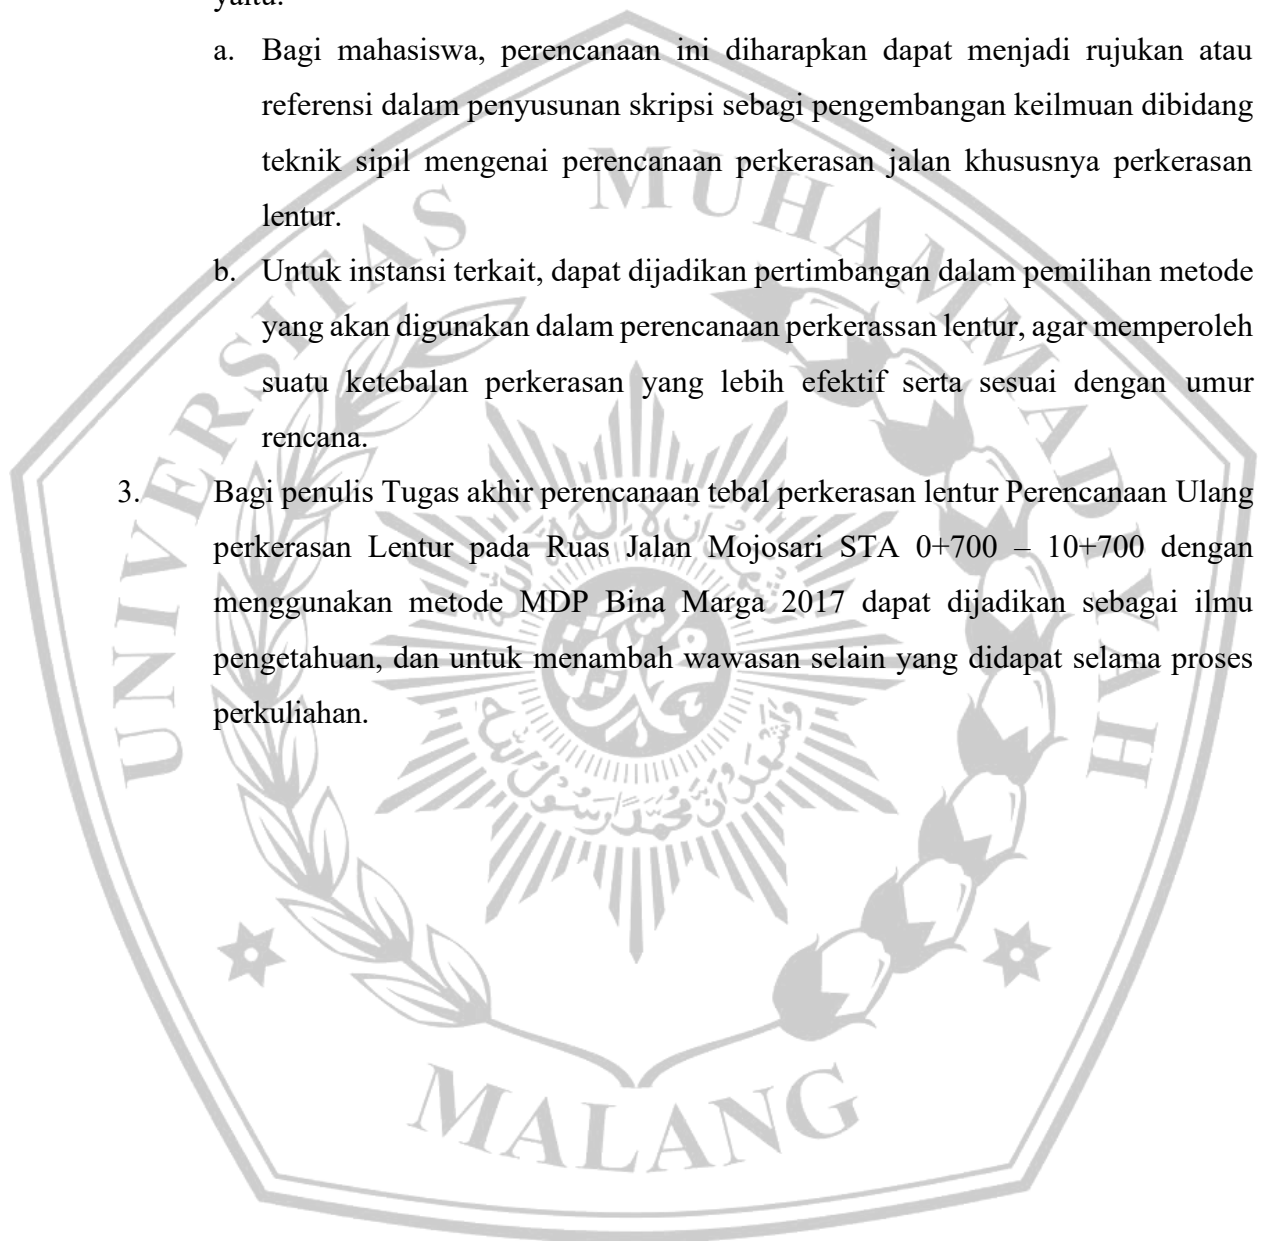 yaitu:
a. Bagi mahasiswa, perencanaan ini diharapkan dapat menjadi rujukan atau
referensi dalam penyusunan skripsi sebagi pengembangan keilmuan dibidang
teknik sipil mengenai perencanaan perkerasan jalan khususnya perkerasan
lentur.
b. Untuk instansi terkait, dapat dijadikan pertimbangan dalam pemilihan metode
yang akan digunakan dalam perencanaan perkerassan lentur, agar memperoleh
suatu ketebalan perkerasan yang lebih efektif serta sesuai dengan umur
rencana.
3. Bagi penulis Tugas akhir perencanaan tebal perkerasan lentur Perencanaan Ulang
perkerasan Lentur pada Ruas Jalan Mojosari STA 0+700 – 10+700 dengan
menggunakan metode MDP Bina Marga 2017 dapat dijadikan sebagai ilmu
pengetahuan, dan untuk menambah wawasan selain yang didapat selama proses
perkuliahan.
UNIVERSITAS MUHAMMADIYAH
MALANG